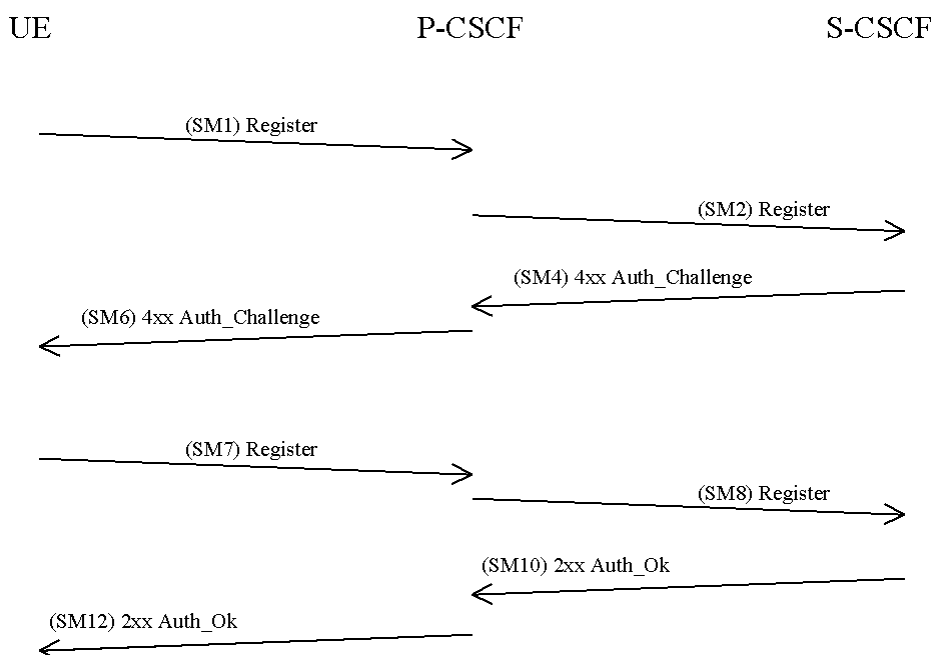 UE P-CSCF S-CSCF
(SM1) Register
(SM2) Register
(SM4) 4xx Auth_Challenge
(SM6) 4xx Auth_Challenge
(SM7) Register
(SM8) Register
(SM10) 2xx Auth_Ok
(SM12) 2xx Auth_Ok